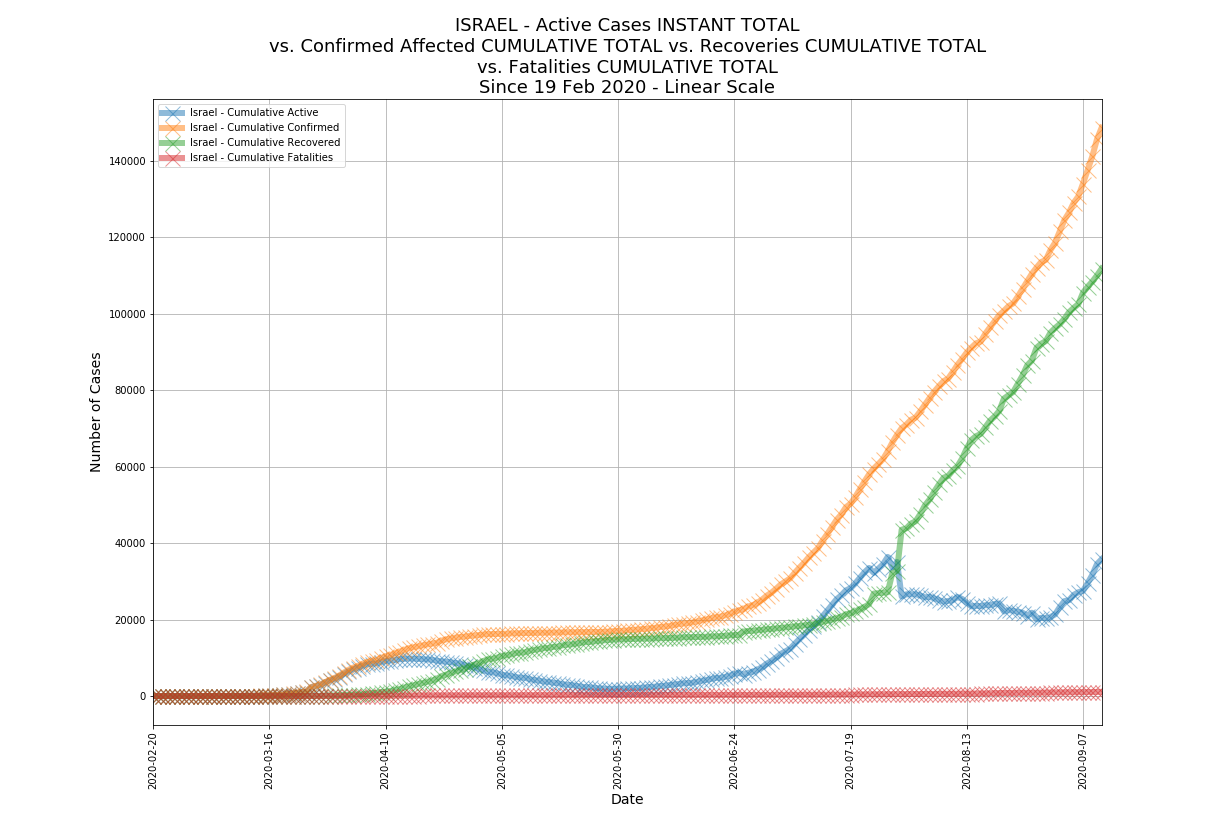 ISRAEL - Active Cases INSTANT TOTAL
vs. Confirmed Affected CUMULATIVE TOTAL vs. Recoveries CUMULATIVE TOTAL
vs. Fatalities CUMULATIVE TOTAL
Since 19 Feb 2020 - Linear Scale
Israel - Cumulative Active
Israel - Cumulative Confirmed
Israel - Cumulative Recovered
Israel - Cumulative Fatalities
Number of Cases
140000
120000
100000
80000
60000
40000
20000
0
2020-02-20
2020-03-16
2020-04-10
2020-05-05
2020-05-30
2020-06-24
2020-07-19
2020-08-13
2020-09-07
Date